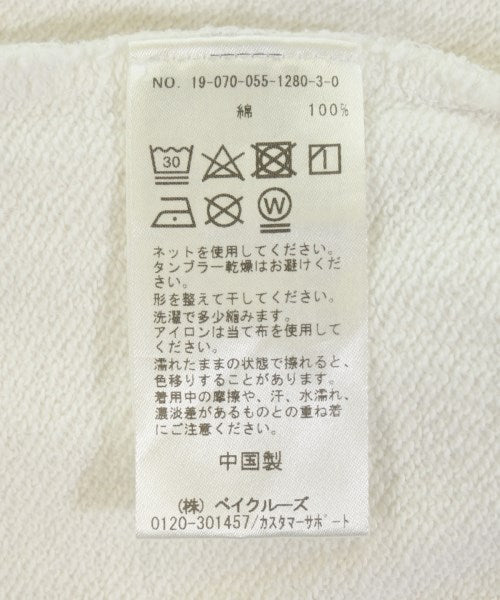 NO. 19-070-055-1280-3-0
綿 100%
30
W
ネットを使用してください。
タンブラー乾燥はお避けくだ
さい。
形を整えて干してください。
洗濯で多少縮みます。
アイロンは当て布を使用して
ください。
濡れたままの状態で擦れると、
色移りすることがあります。
着用中の摩擦や、汗、水濡れ、
濃淡差があるものとの重ね着
にご注意ください。
中国製
(株) ベイクルーズ
0120-301457/カスタマーサポート